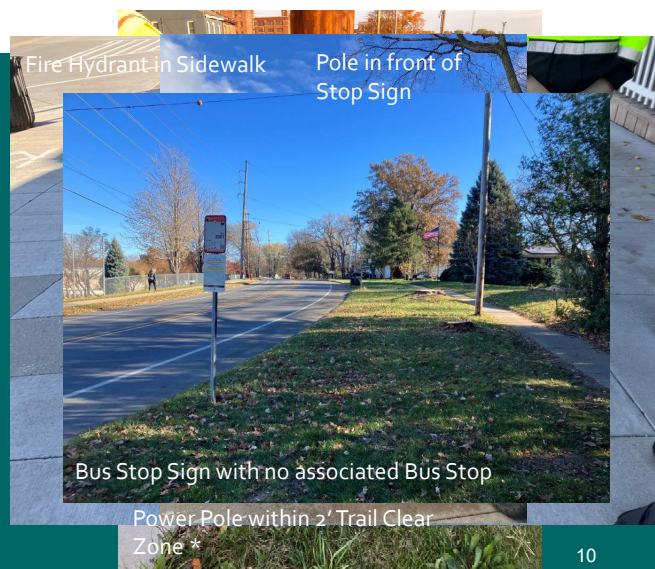 Fire Hydrant in Sidewalk
Pole in front of
Stop Sign
Bus Stop Sign with no associated Bus Stop
Power Pole within 2' Trail Clear
Zone *
10